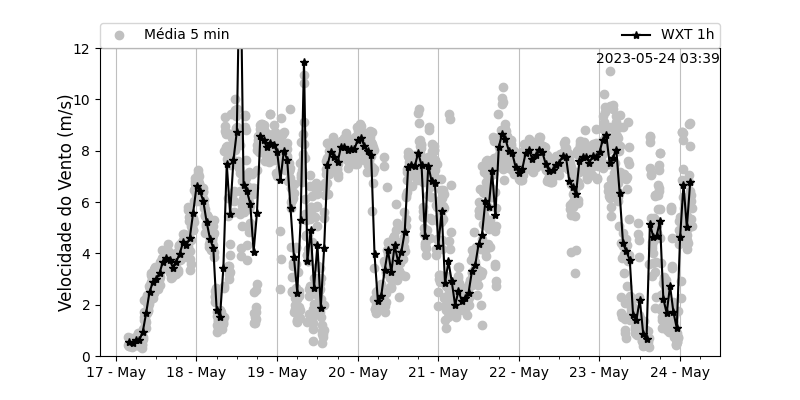 Média 5 min
WXT 1h
2023-05-24 03:39
Velocidade do Vento (m/s)
12
10
8
6
4
2
0
17 - May 18 - May 19 - May 20 - May 21 - May 22 - May 23 - May 24 - May